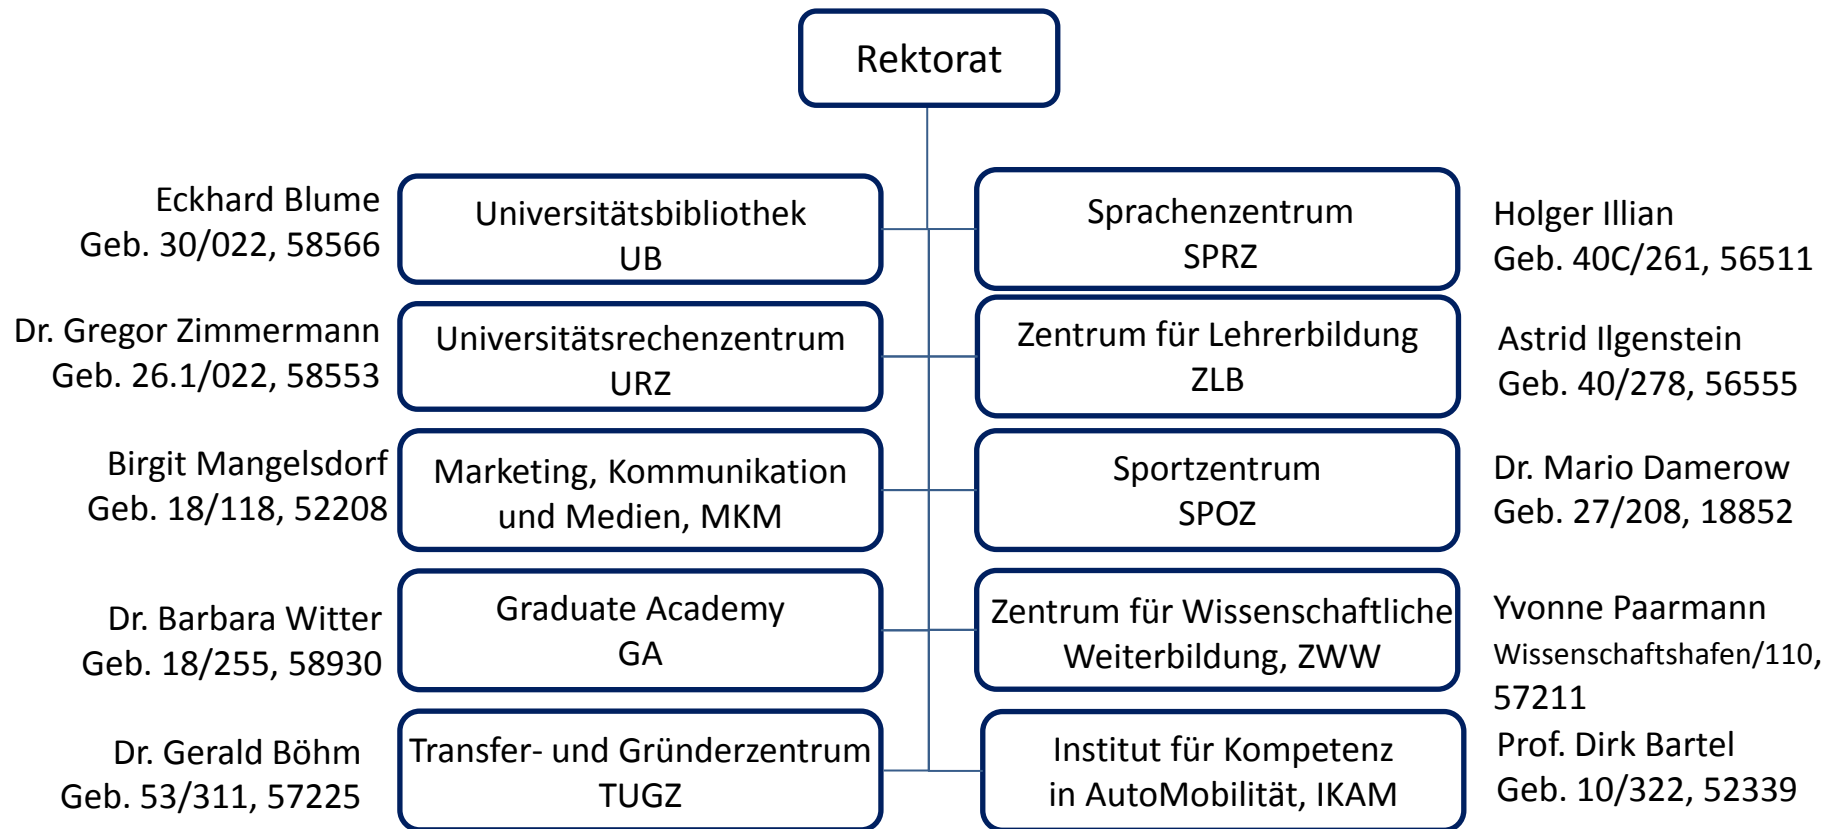 Rektorat
Eckhard Blume
Geb. 30/022, 58566
Universitätsbibliothek
UB
Sprachenzentrum
SPRZ
Holger Illian
Geb. 40C/261, 56511
Dr. Gregor Zimmermann
Geb. 26.1/022, 58553
Universitätsrechenzentrum
URZ
Zentrum für Lehrerbildung
ZLB
Astrid Ilgenstein
Geb. 40/278, 56555
Birgit Mangelsdorf
Geb. 18/118, 52208
Marketing, Kommunikation
und Medien, MKM
Sportzentrum
SPOZ
Dr. Mario Damerow
Geb. 27/208, 18852
Dr. Barbara Witter
Geb. 18/255, 58930
Graduate Academy
GA
Zentrum für Wissenschaftliche
Weiterbildung, ZWW
Yvonne Paarmann
Wissenschaftshafen/110,
57211
Dr. Gerald Böhm
Geb. 53/311, 57225
Transfer- und Gründerzentrum
TUGZ
Institut für Kompetenz
in AutoMobilität, IKAM
Prof. Dirk Bartel
Geb. 10/322, 52339